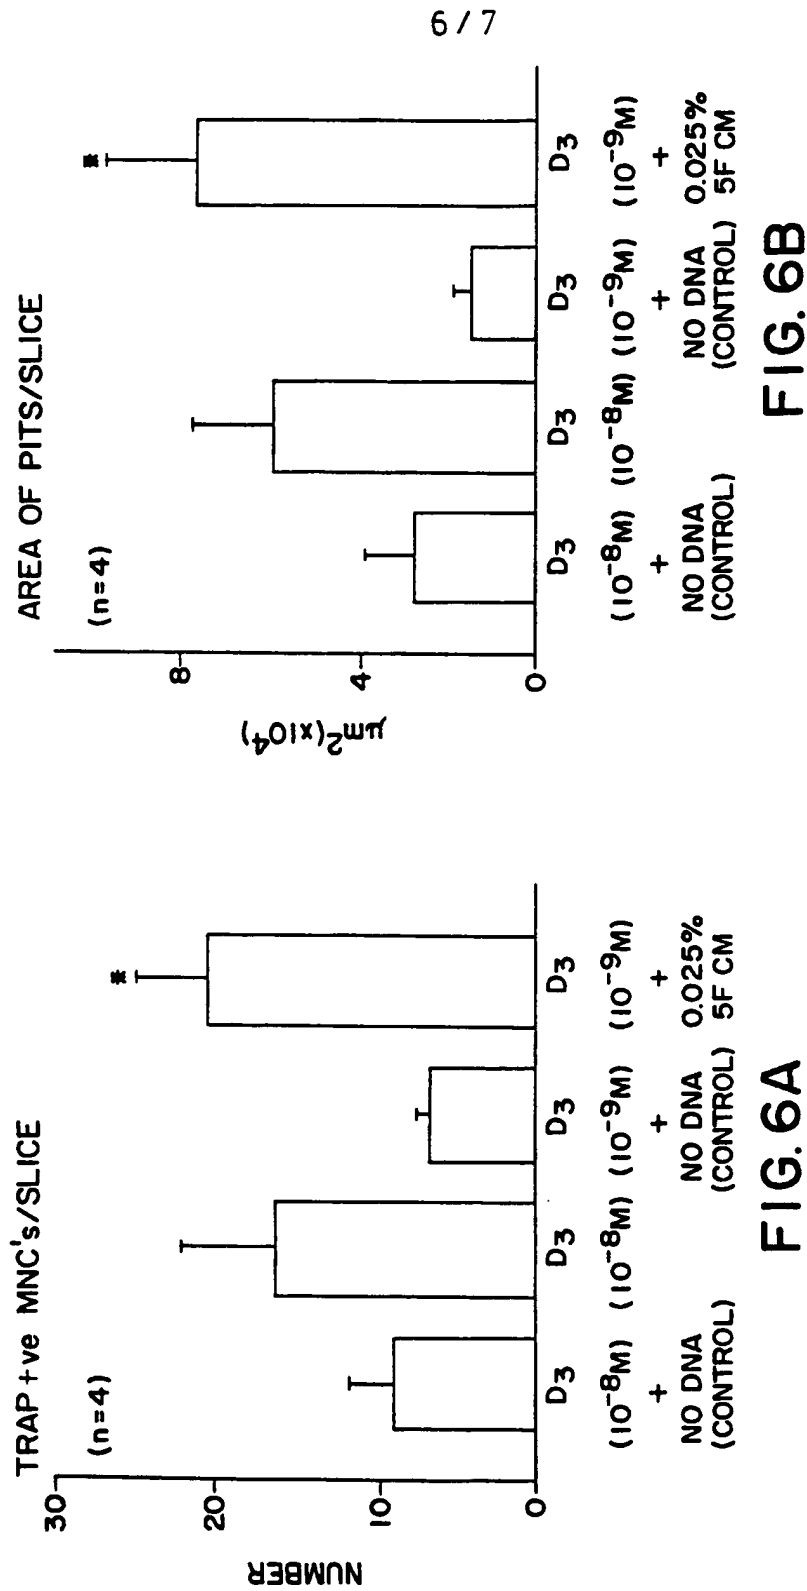 6 / 7
TRAP +ve MNC's/SLICE
(n=4)
NUMBER
30
20
10
0
D3 D3 D3 D3
(10⁻⁸M) (10⁻⁸M) (10⁻⁹M) (10⁻⁹M)
+ + +
NO DNA NO DNA 0.025%
(CONTROL) (CONTROL) 5F CM
FIG. 6A
AREA OF PITS/SLICE
(n=4)
μm²(x10⁴)
8
4
0
*
D3 D3 D3 D3
(10⁻⁸M) (10⁻⁸M) (10⁻⁹M) (10⁻⁹M)
+ + +
NO DNA NO DNA 0.025%
(CONTROL) (CONTROL) 5F CM
FIG. 6B